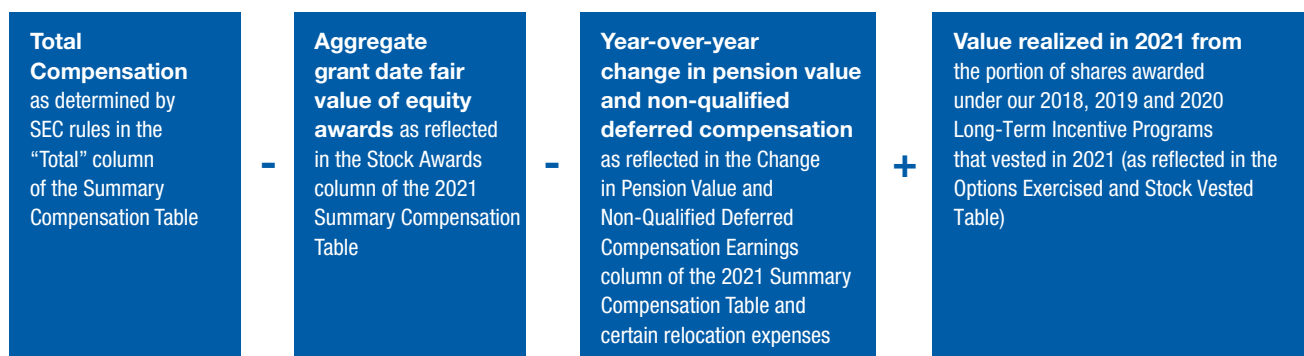 Total
Compensation
as determined by
SEC rules in the
“Total” column
of the Summary
Compensation Table
-
Aggregate
grant date fair
value of equity
awards as reflected
in the Stock Awards
column of the 2021
Summary Compensation
Table
-
Year-over-year
change in pension value
and non-qualified
deferred compensation
as reflected in the Change
in Pension Value and
Non-Qualified Deferred
Compensation Earnings
column of the 2021 Summary
Compensation Table and
certain relocation expenses
+
Value realized in 2021 from
the portion of shares awarded
under our 2018, 2019 and 2020
Long-Term Incentive Programs
that vested in 2021 (as reflected in the
Options Exercised and Stock Vested
Table)